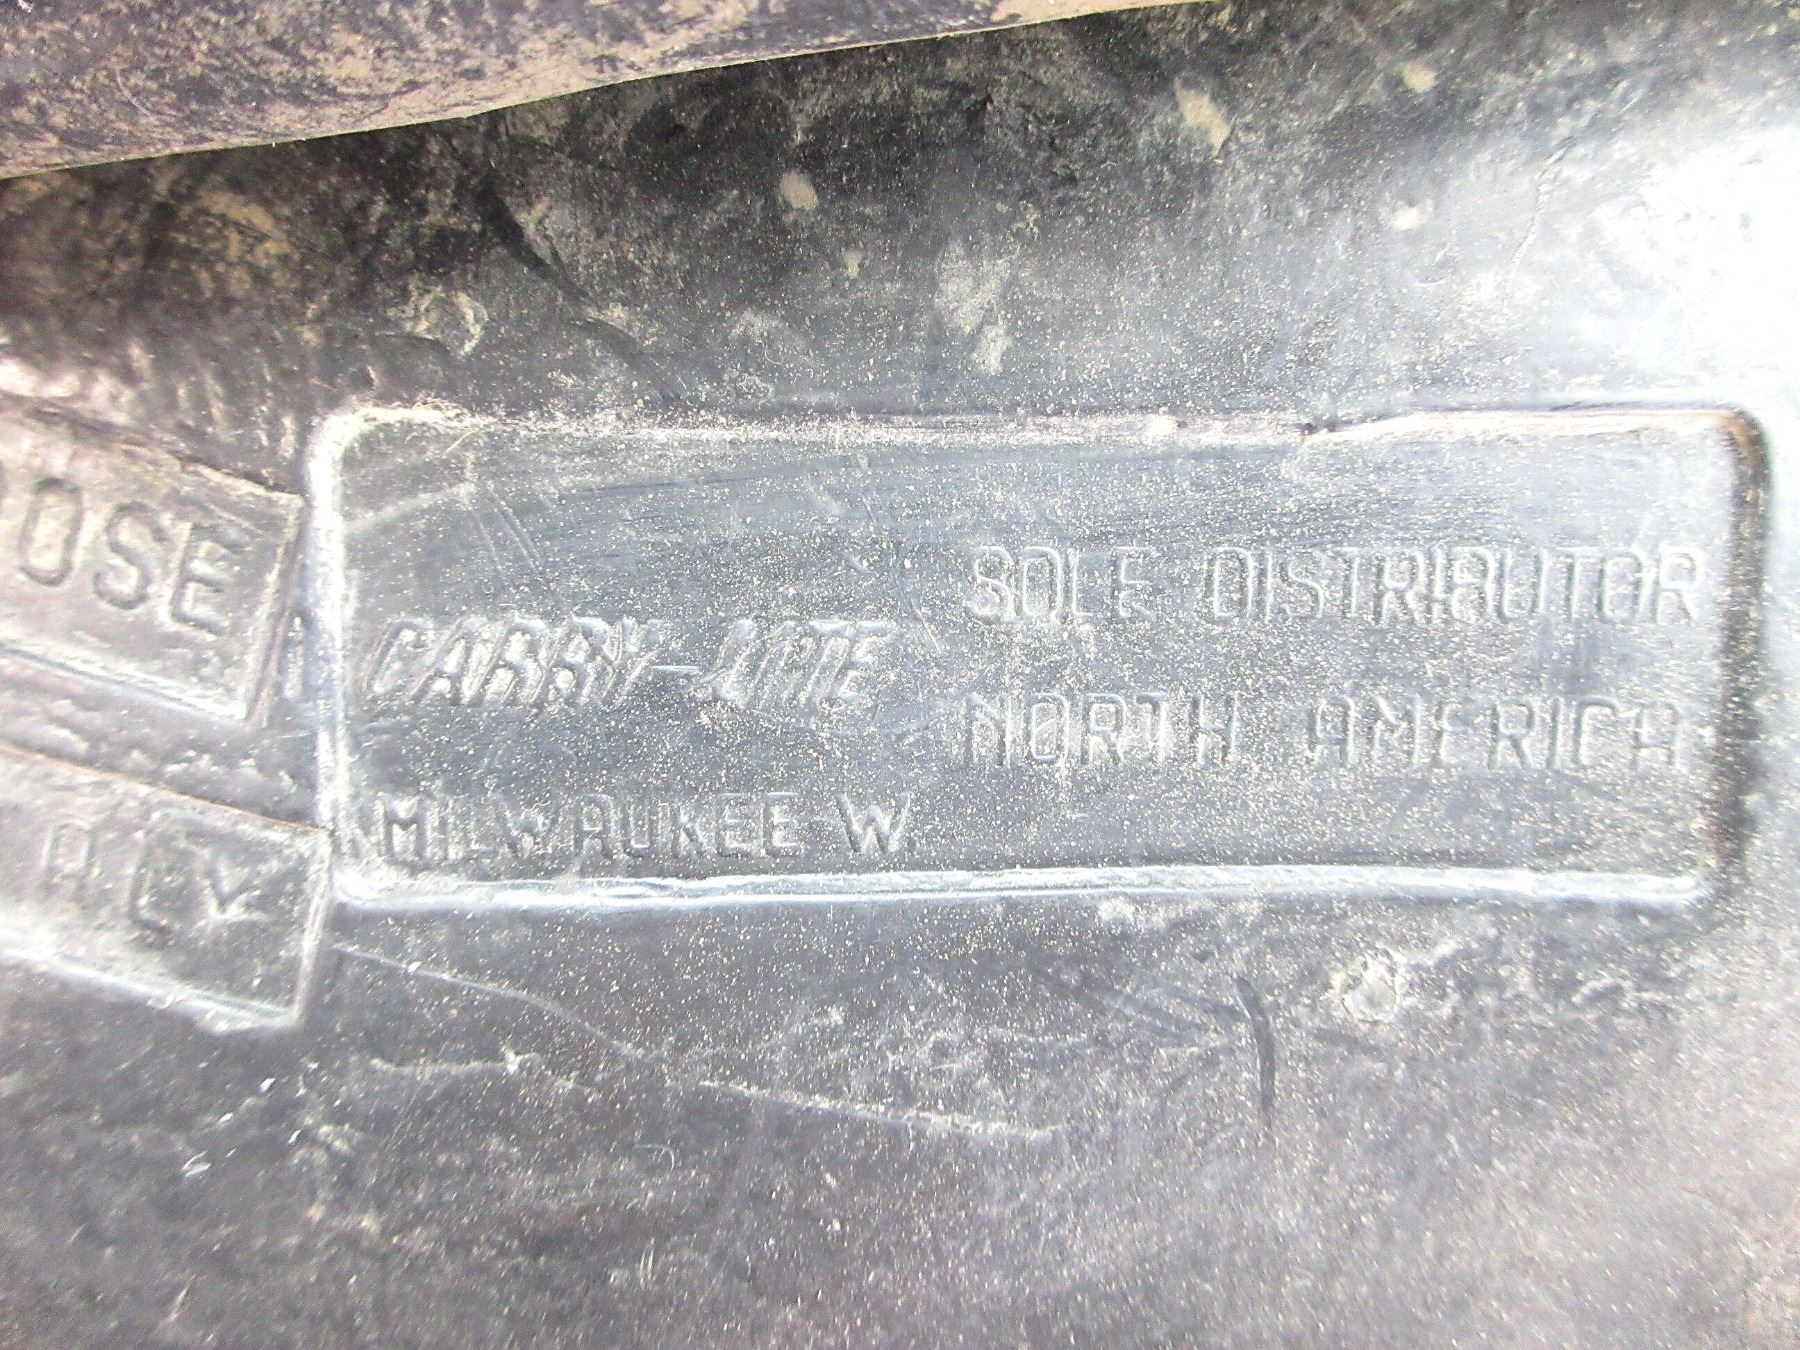 OSE
CARRY-LITE
MILWAUKEE-W.
SOLE DISTRIBUTOR
NORTH AMERICA